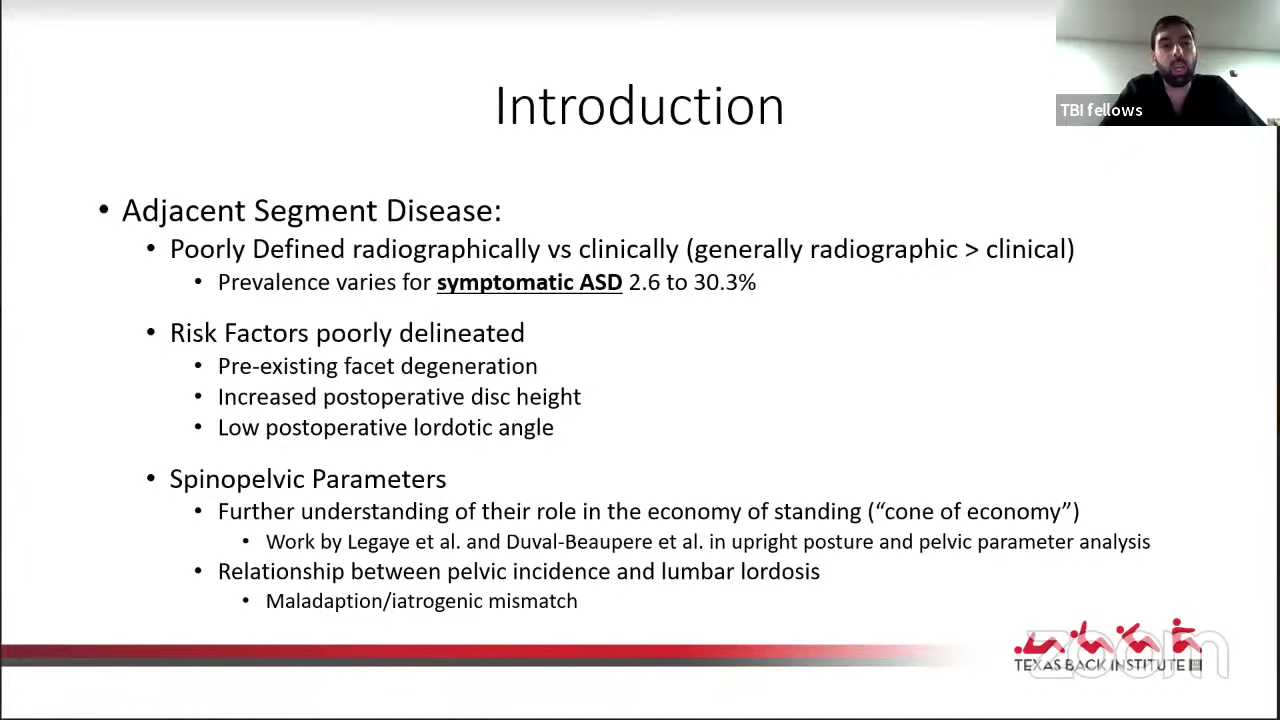 TBI fellows
Introduction
• Adjacent Segment Disease:
• Poorly Defined radiographically vs clinically (generally radiographic > clinical)
• Prevalence varies for symptomatic ASD 2.6 to 30.3%
• Risk Factors poorly delineated
• Pre-existing facet degeneration
• Increased postoperative disc height
• Low postoperative lordotic angle
• Spinopelvic Parameters
• Further understanding of their role in the economy of standing (“cone of economy”)
• Work by Legaye et al. and Duval-Beaupere et al. in upright posture and pelvic parameter analysis
• Relationship between pelvic incidence and lumbar lordosis
• Maladaption/iatrogenic mismatch
zoom
TEXAS BACK INSTITUTE